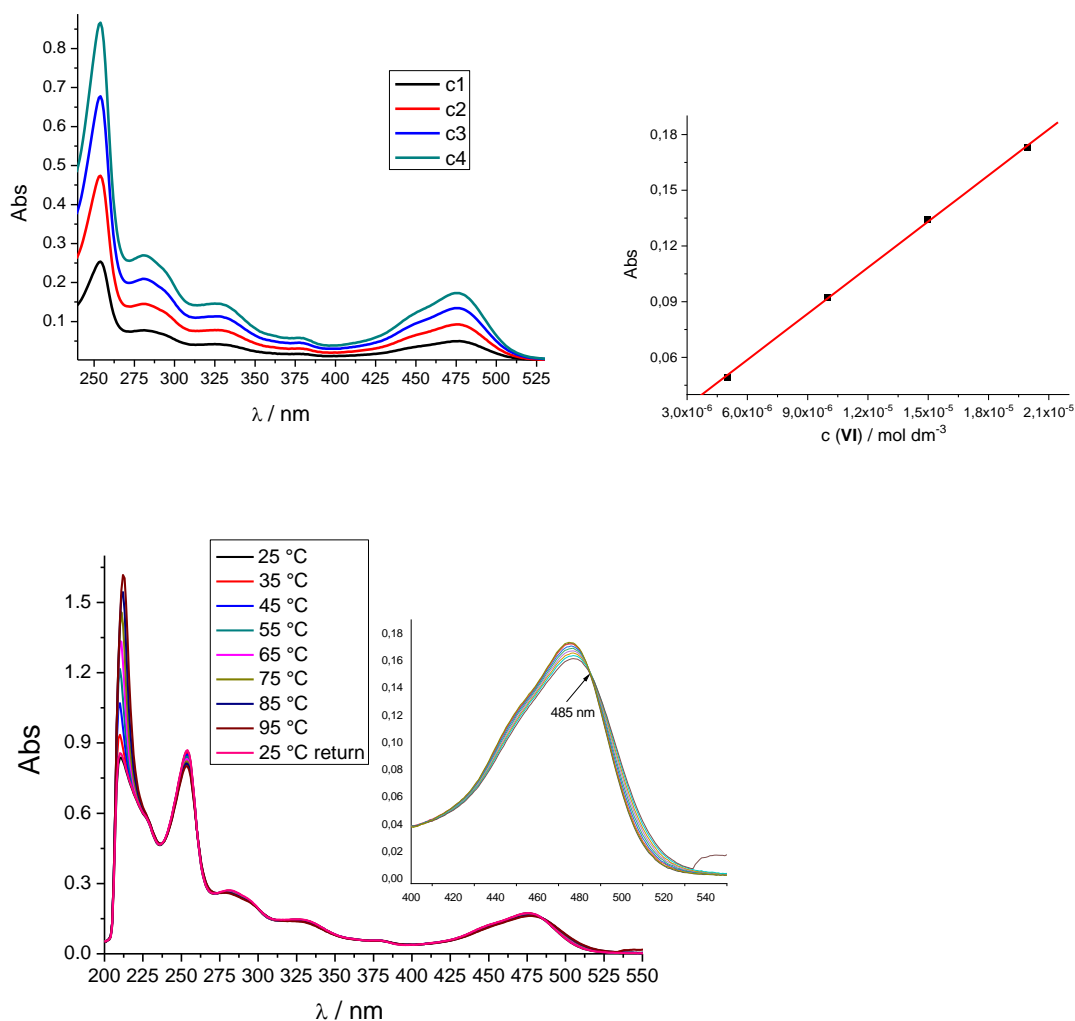 0.8
0.7
0.6
0.5
0.4
0.3
0.2
0.1
Abs
c1
c2
c3
c4
250 275 300 325 350 375 400 425 450 475 500 525
λ / nm
0,18
0,15
0,12
0,09
0,06
Abs
3,0x10-6 6,0x10-6 9,0x10-6 1,2x10-5 1,5x10-5 1,8x10-5 2,1x10-5
c (VI) / mol dm-3
25 °C
35 °C
45 °C
55 °C
65 °C
75 °C
85 °C
95 °C
25 °C return
1.5
1.2
0.9
0.6
0.3
0.0
Abs
200 225 250 275 300 325 350 375 400 425 450 475 500 525 550
λ / nm
0,18
0,16
0,14
0,12
0,10
0,08
0,06
0,04
0,02
0,00
485 nm
400 420 440 460 480 500 520 540